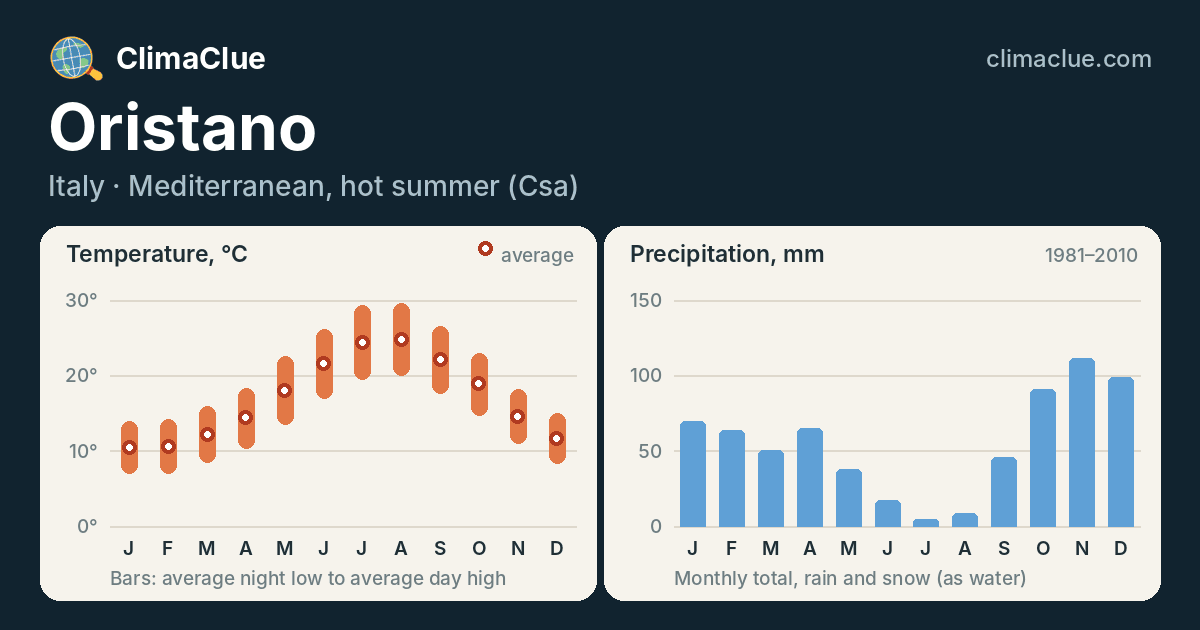 ClimaClue
climaclue.com
Oristano
Italy · Mediterranean, hot summer (Csa)
Temperature, °C
average
30°
20°
10°
0°
J F M A M J J A S O N D
Bars: average night low to average day high
Precipitation, mm
1981–2010
150
100
50
0
J F M A M J J A S O N D
Monthly total, rain and snow (as water)